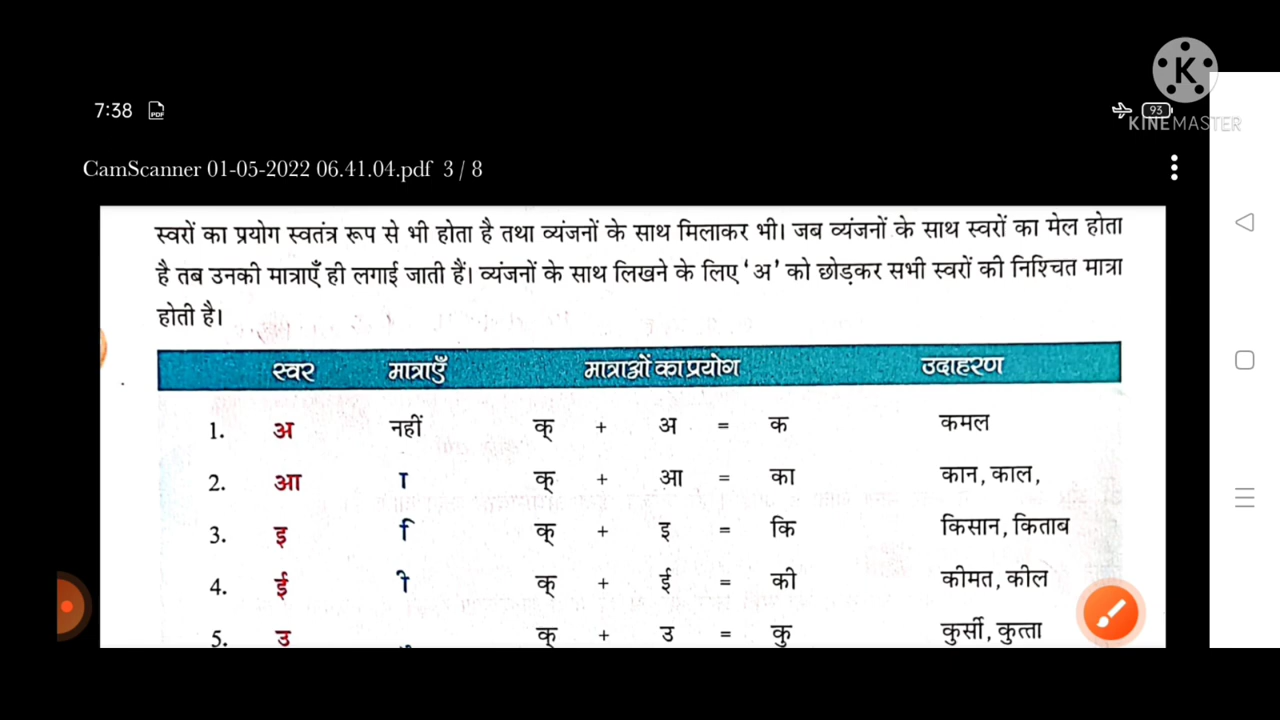 K
7:38 PDF 93
KINEMASTER
CamScanner 01-05-2022 06.41.04.pdf 3 / 8
स्वरों का प्रयोग स्वतंत्र रूप से भी होता है तथा व्यंजनों के साथ मिलाकर भी। जब व्यंजनों के साथ स्वरों का मेल होता
है तब उनकी मात्राएँ ही लगाई जाती हैं। व्यंजनों के साथ लिखने के लिए ‘अ’ को छोड़कर सभी स्वरों की निश्चित मात्रा
होती है।
स्वर मात्राएँ मात्राओं का प्रयोग उदाहरण
1. अ नहीं क् + अ = क कमल
2. आ ा क् + आ = का कान, काल,
3. इ ि क् + इ = कि किसान, किताब
4. ई ी क् + ई = की कीमत, कील
5. उ क् + उ = कु कुर्सी, कुत्ता